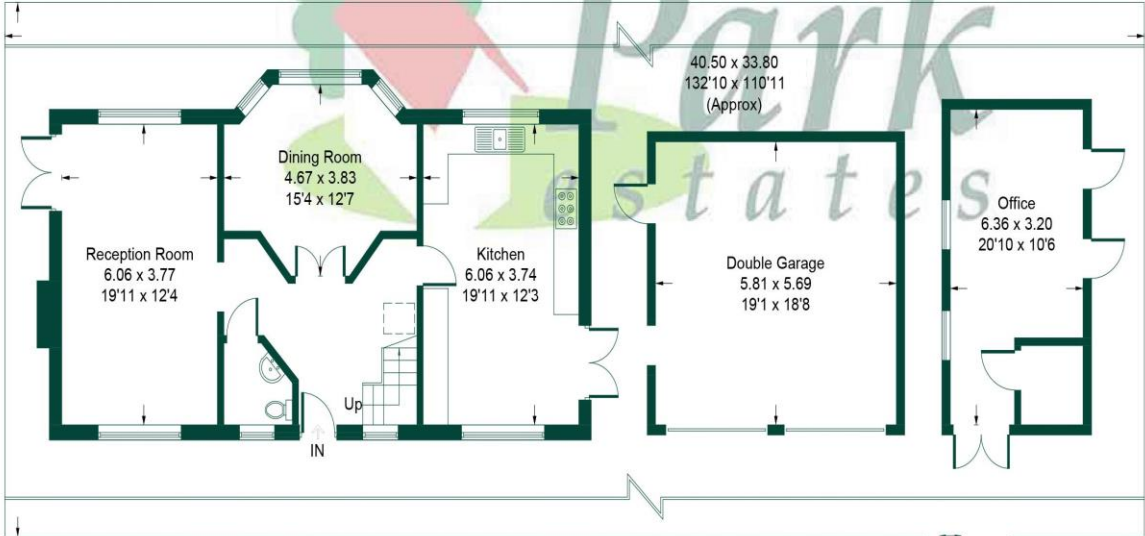 Park
estates
40.50 x 33.80
132'10 x 110'11
(Approx)
Dining Room
4.67 x 3.83
15'4 x 12'7
Reception Room
6.06 x 3.77
19'11 x 12'4
Kitchen
6.06 x 3.74
19'11 x 12'3
Double Garage
5.81 x 5.69
19'1 x 18'8
Office
6.36 x 3.20
20'10 x 10'6
Up
IN